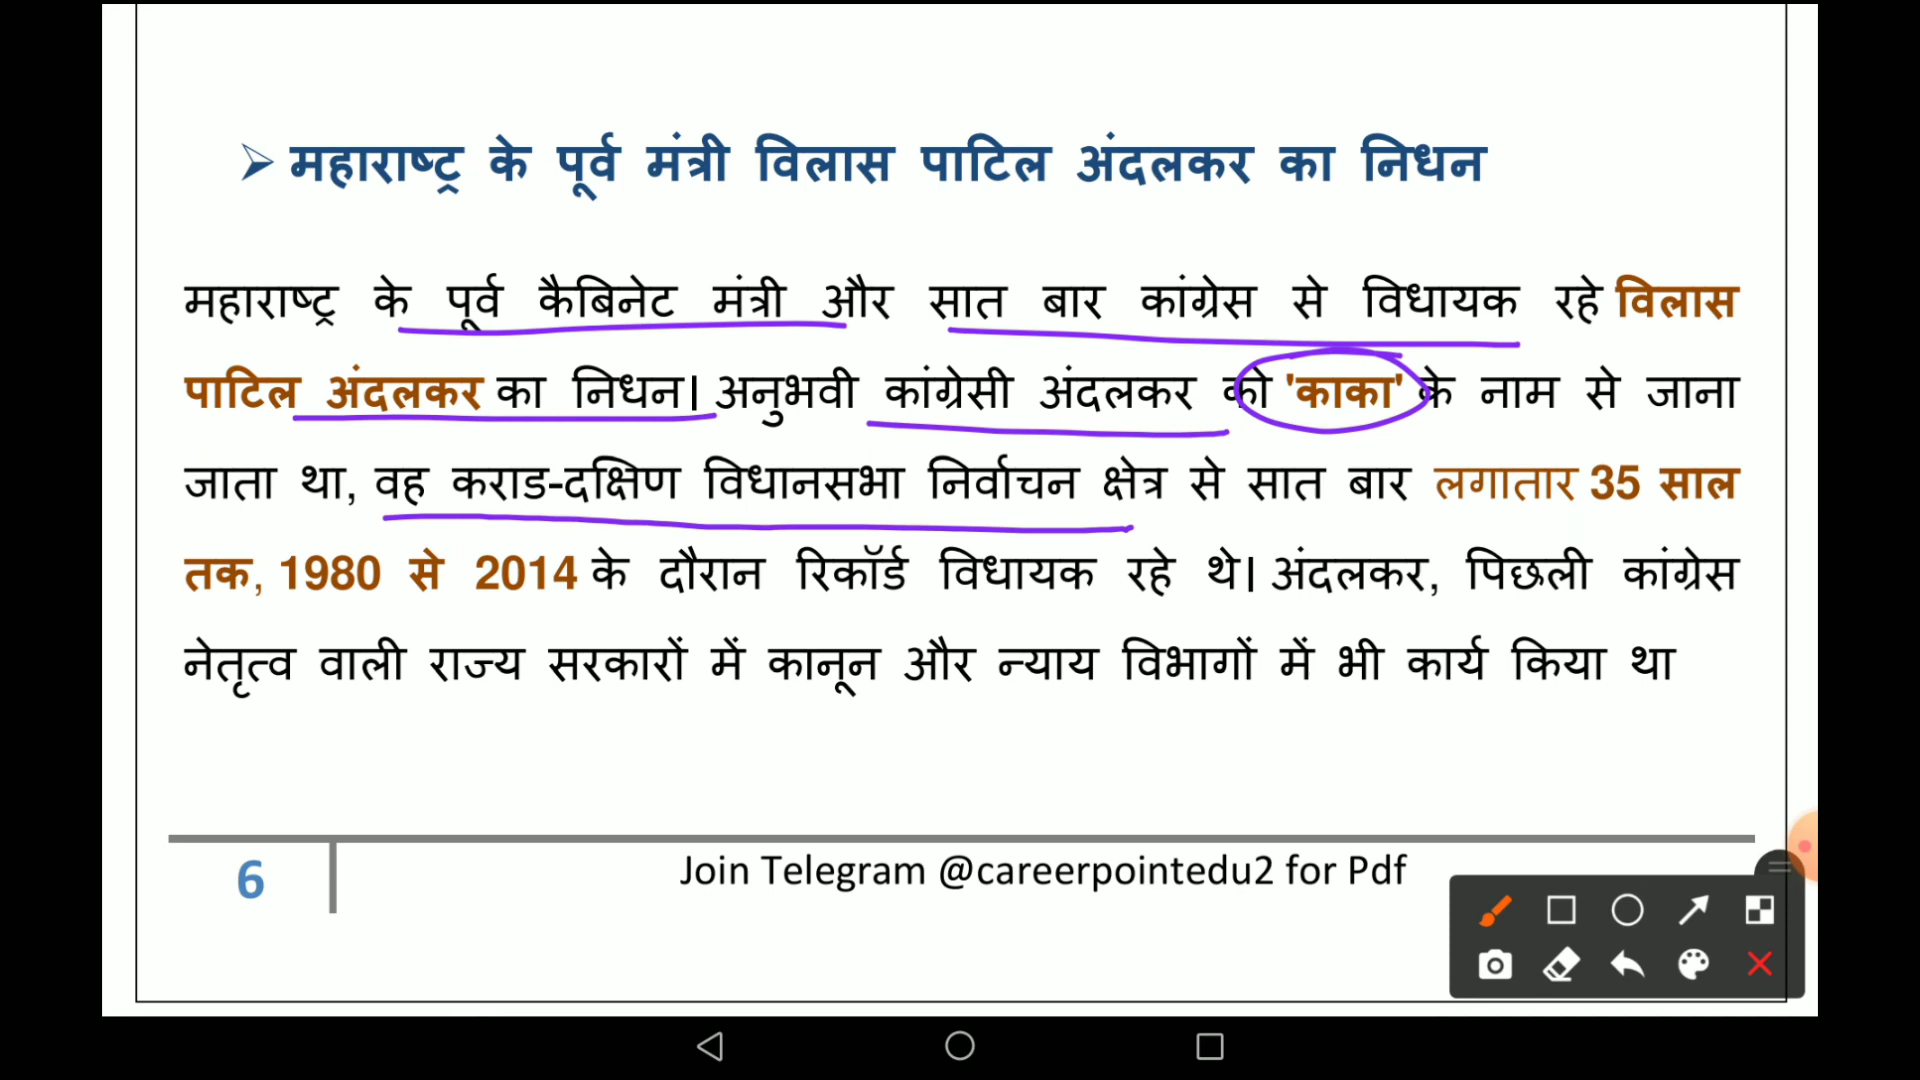 महाराष्ट्र के पूर्व मंत्री विलास पाटिल अंदलकर का निधन
महाराष्ट्र के पूर्व कैबिनेट मंत्री और सात बार कांग्रेस से विधायक रहे विलास
पाटिल अंदलकर का निधन। अनुभवी कांग्रेसी अंदलकर को 'काका' के नाम से जाना
जाता था, वह कराड-दक्षिण विधानसभा निर्वाचन क्षेत्र से सात बार लगातार 35 साल
तक, 1980 से 2014 के दौरान रिकॉर्ड विधायक रहे थे। अंदलकर, पिछली कांग्रेस
नेतृत्व वाली राज्य सरकारों में कानून और न्याय विभागों में भी कार्य किया था
6
Join Telegram @careerpointedu2 for Pdf